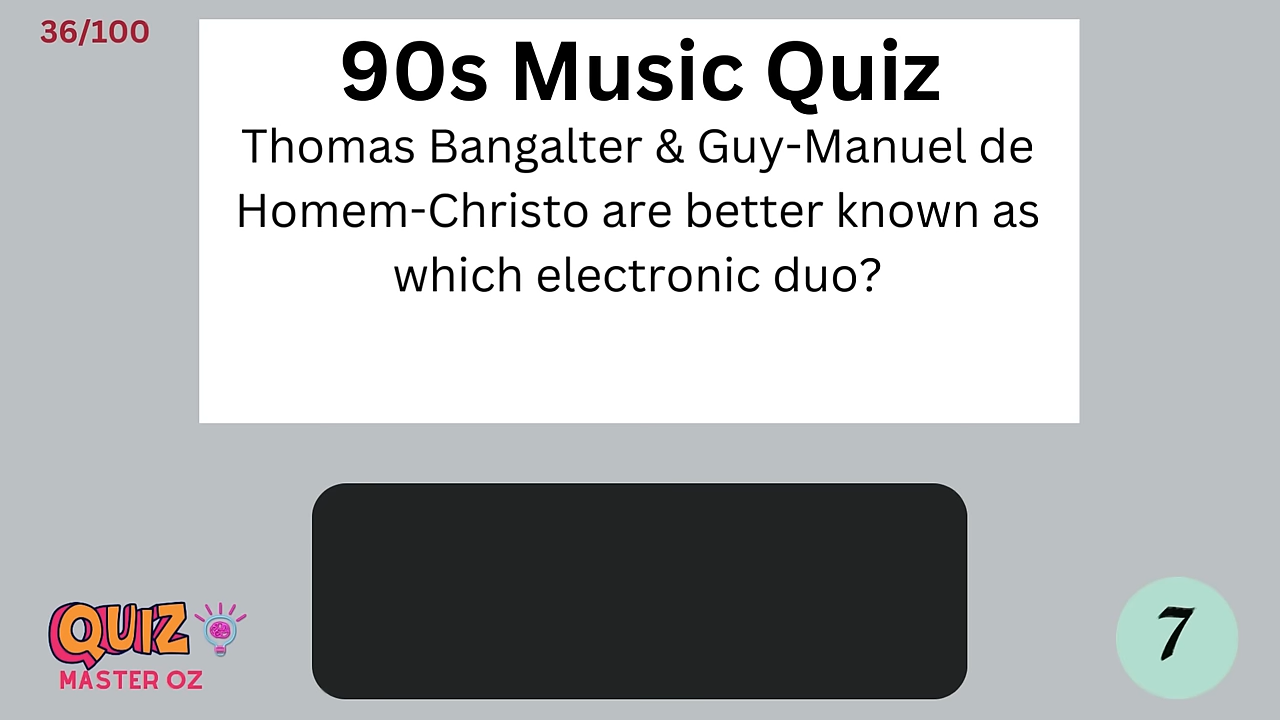 36/100
90s Music Quiz
Thomas Bangalter & Guy-Manuel de
Homem-Christo are better known as
which electronic duo?
QUIZ
MASTER OZ
7